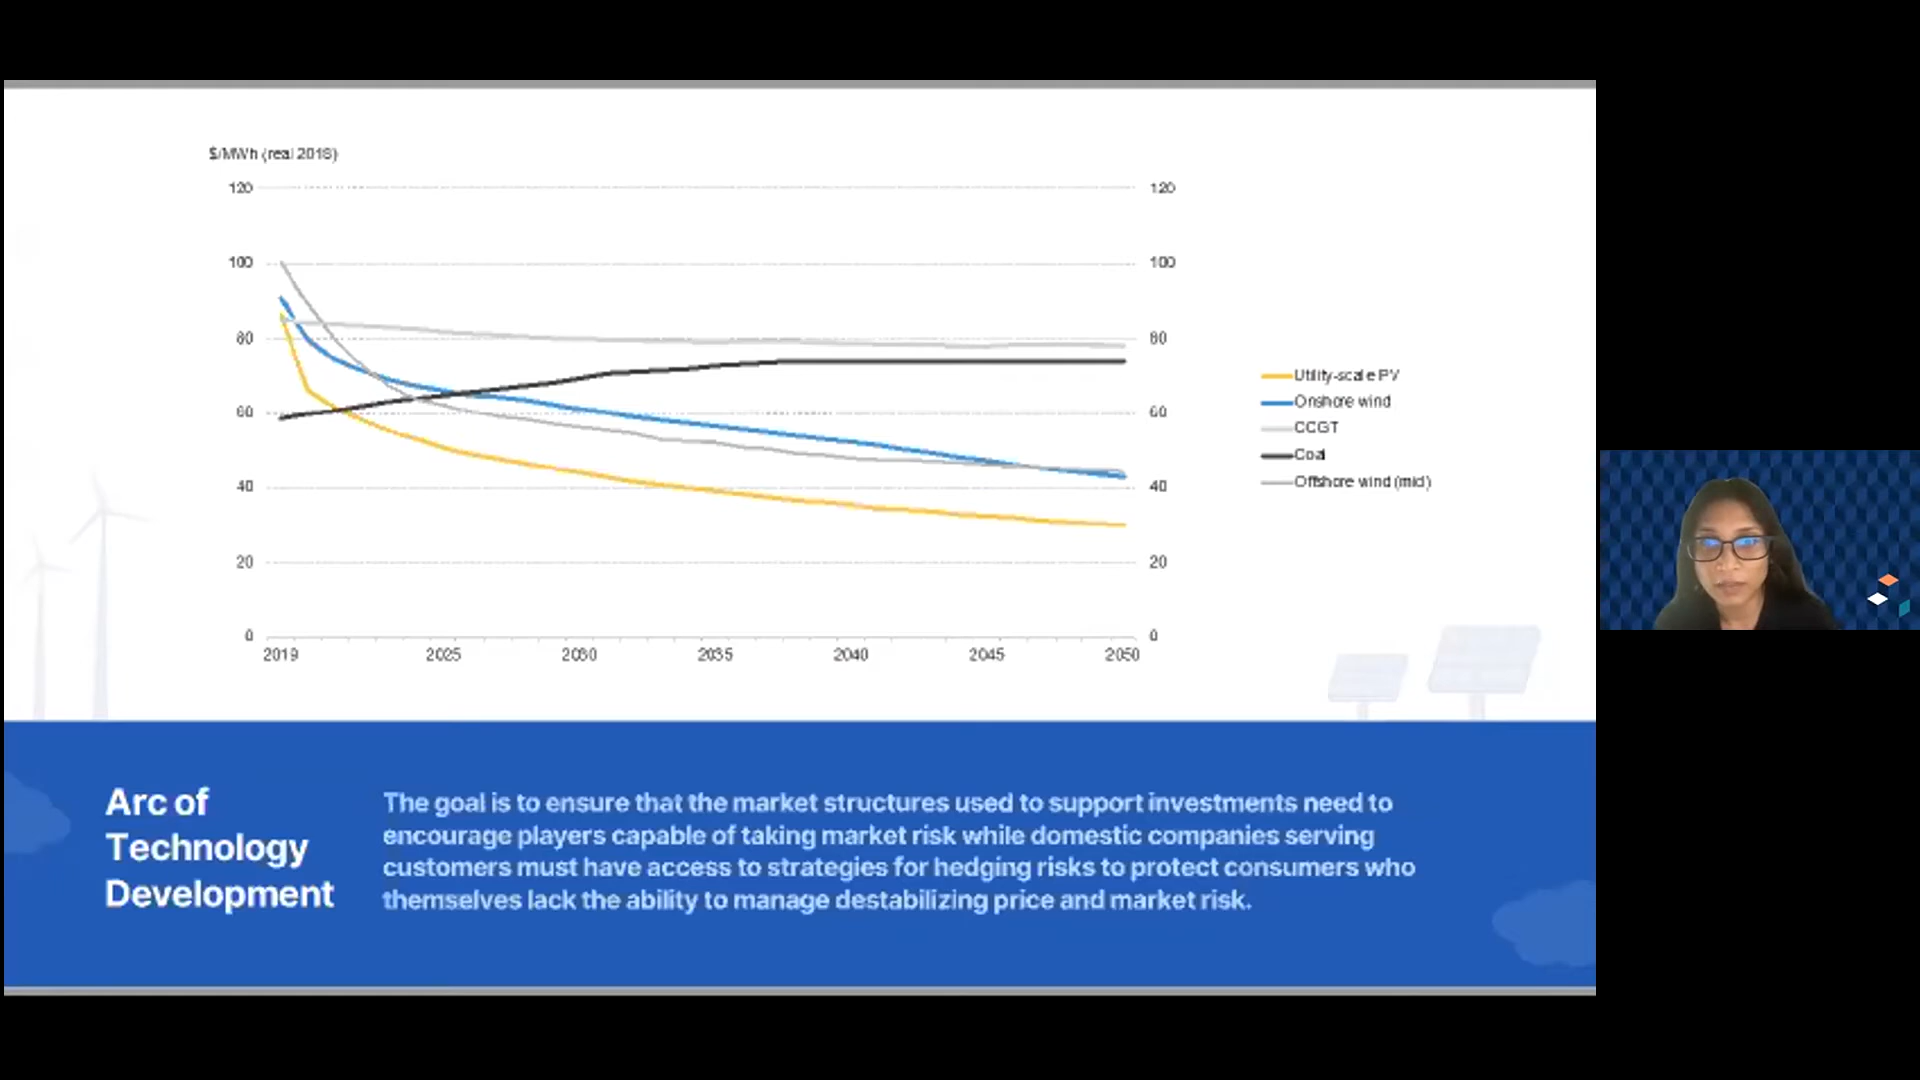 $/MWh (real 2018)
120
100
80
60
40
20
0
120
100
80
60
40
20
0
2019 2025 2030 2035 2040 2045 2050
Utility-scale PV
Onshore wind
CCGT
Coal
Offshore wind (mid)
Arc of
Technology
Development
The goal is to ensure that the market structures used to support investments need to
encourage players capable of taking market risk while domestic companies serving
customers must have access to strategies for hedging risks to protect consumers who
themselves lack the ability to manage destabilizing price and market risk.